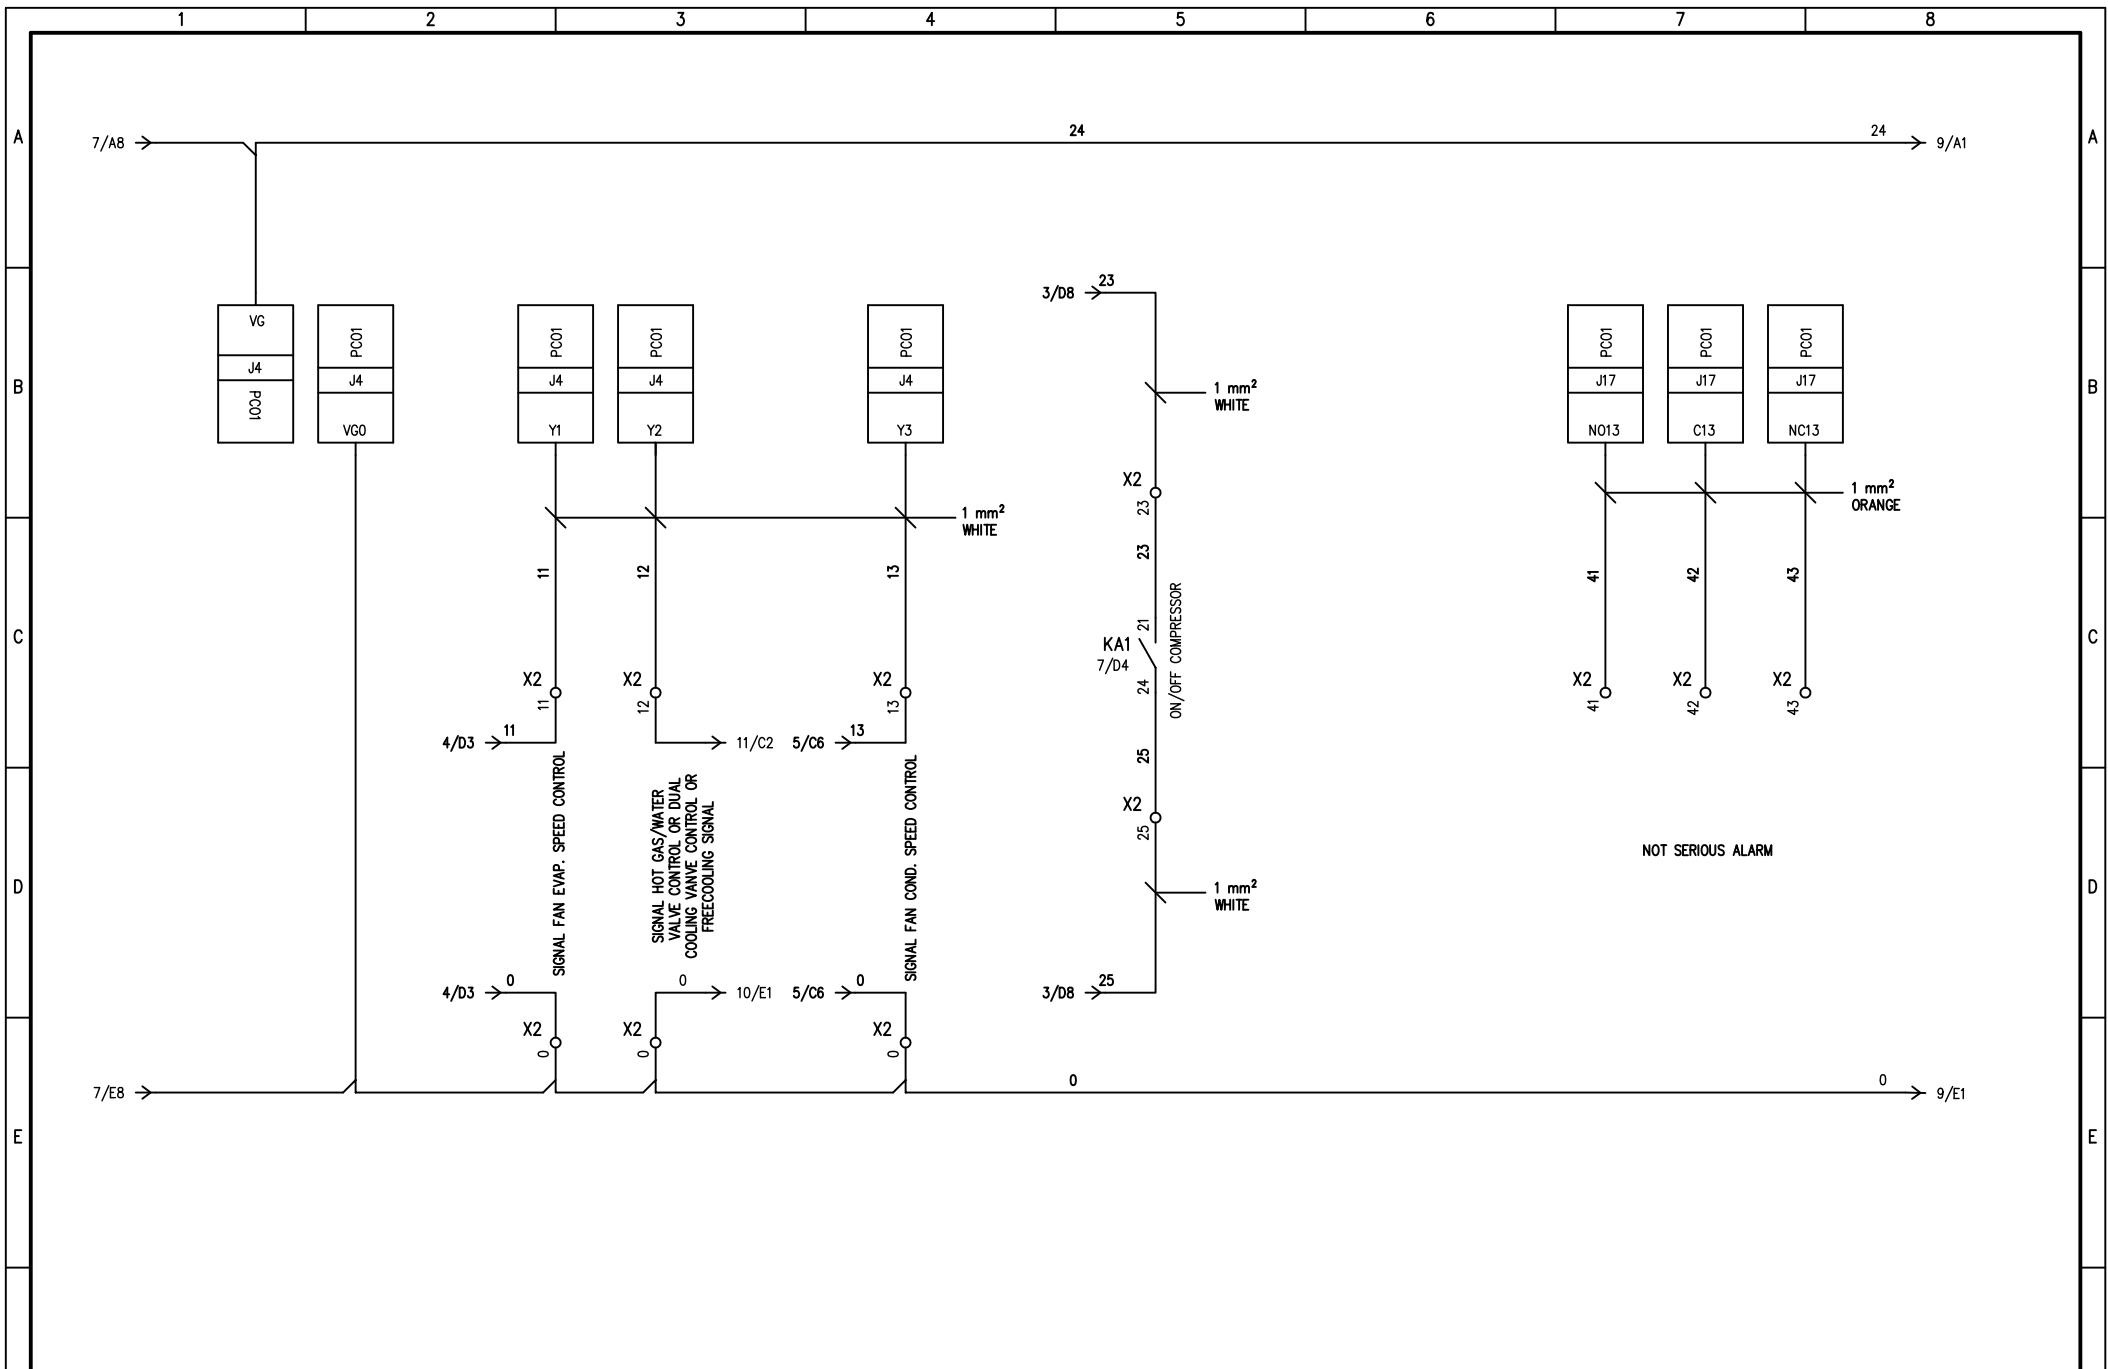 1 2 3 4 5 6 7 8
A A
7/A8 24 24 9/A1
3/D8 23
VG J4 PCO1
PCO1 J4 VG0
PCO1 J4 Y1
PCO1 J4 Y2
PCO1 J4 Y3
1 mm²
WHITE
PCO1 J17 NO13
PCO1 J17 C13
PCO1 J17 NC13
B B
X2 23
1 mm²
WHITE
1 mm²
ORANGE
11 12 13
23
41 42 43
C C
21
KA1
7/D4
24
ON/OFF COMPRESSOR
X2 11
X2 12
X2 13
X2 41
X2 42
X2 43
4/D3 11
11/C2
5/C6 13
25
X2 25
SIGNAL FAN EVAP. SPEED CONTROL
SIGNAL HOT GAS/WATER
VALVE CONTROL OR DUAL
COOLING VANVE CONTROL OR
FREECOOLING SIGNAL
SIGNAL FAN COND. SPEED CONTROL
NOT SERIOUS ALARM
D D
1 mm²
WHITE
4/D3 0
0 10/E1
5/C6 0
3/D8 25
X2 0
X2 0
X2 0
7/E8 0 0 9/E1
E E